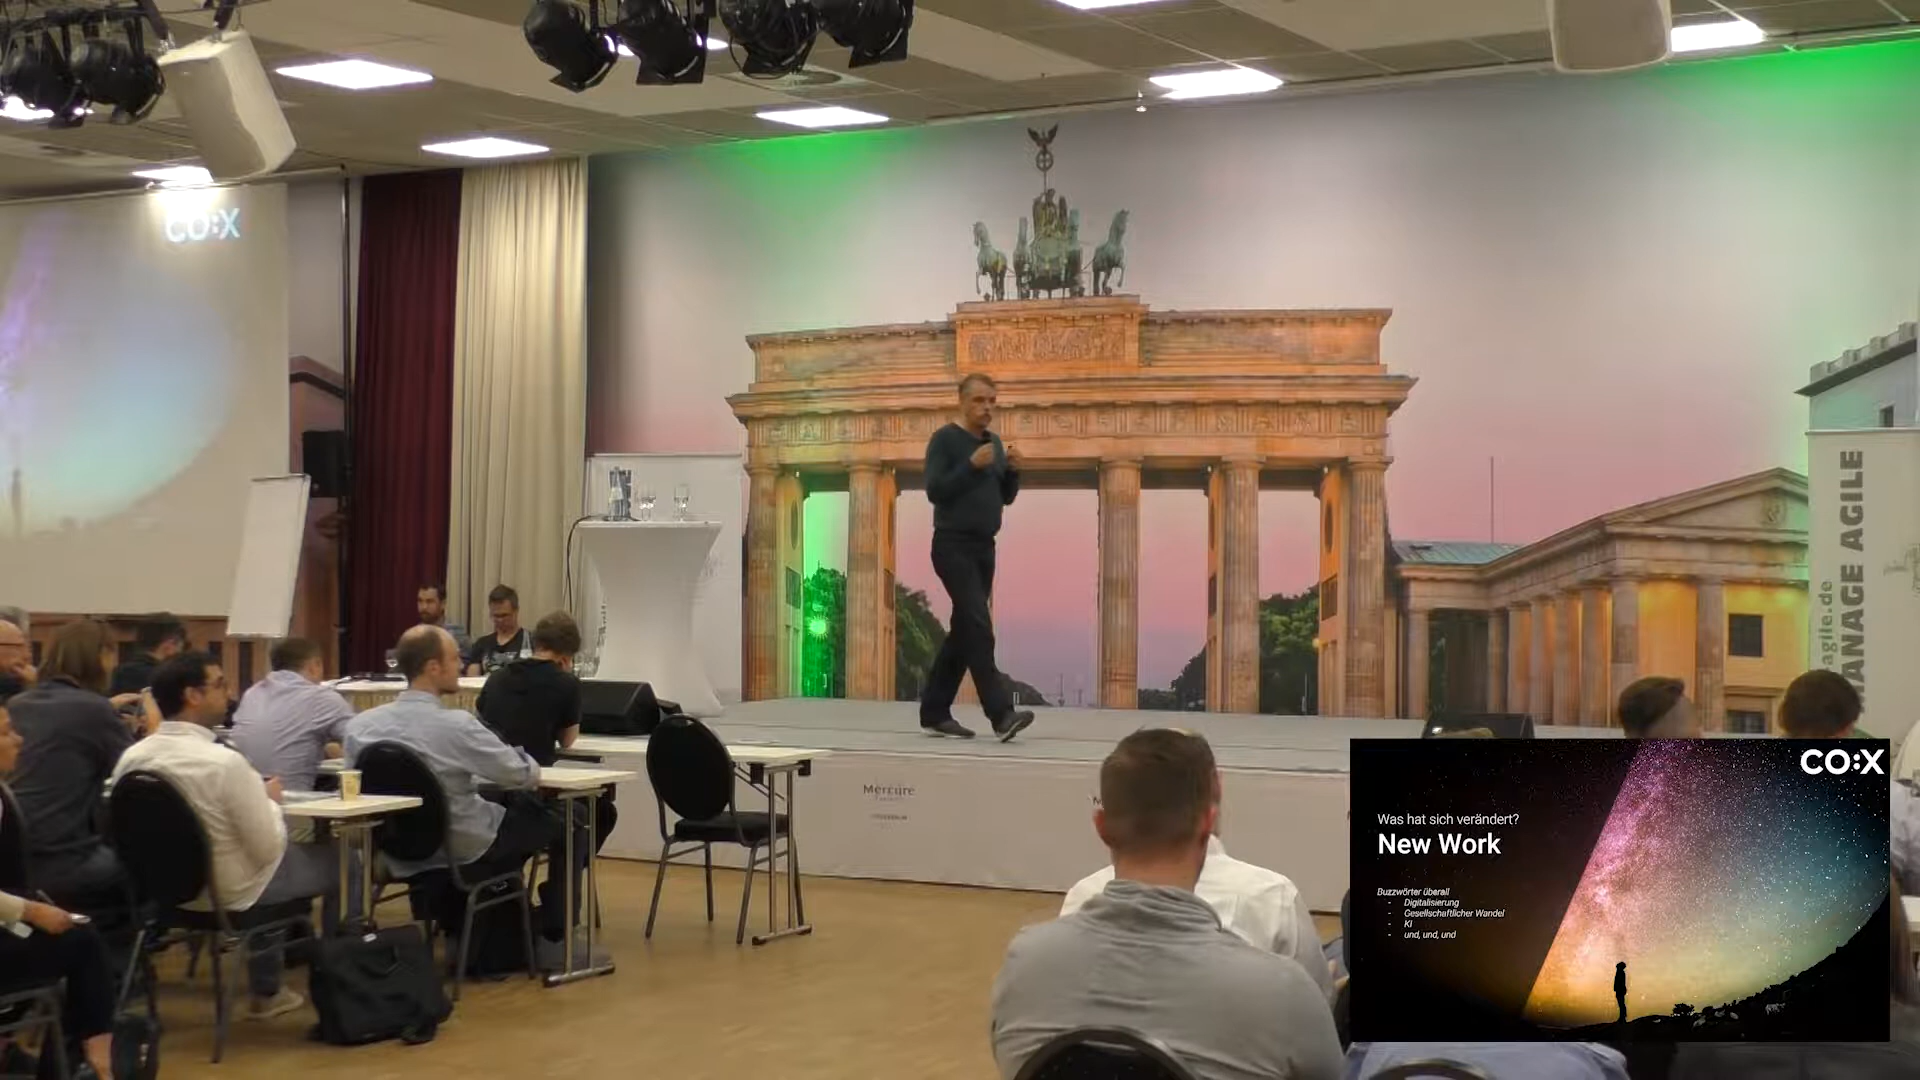 CO:X
MANAGE AGILE
agile.de
Mercure
CO:X
Was hat sich verändert?
New Work
Buzzwörter überall
- Digitalisierung
- Gesellschaftlicher Wandel
- KI
- und, und, und